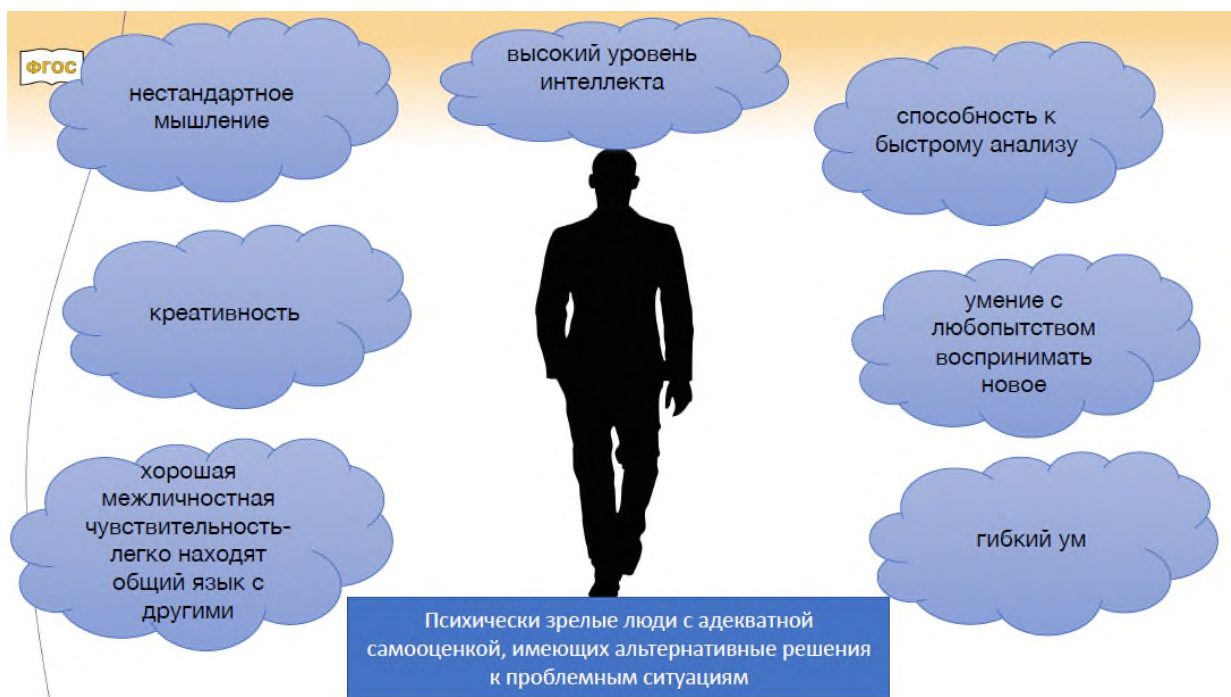 ФГОС
нестандартное
мышление
высокий уровень
интеллекта
способность к
быстрому анализу
креативность
умение с
любопытством
воспринимать
новое
хорошая
межличностная
чувствительность-
легко находят
общий язык с
другими
гибкий ум
Психически зрелые люди с адекватной
самооценкой, имеющих альтернативные решения
к проблемным ситуациям